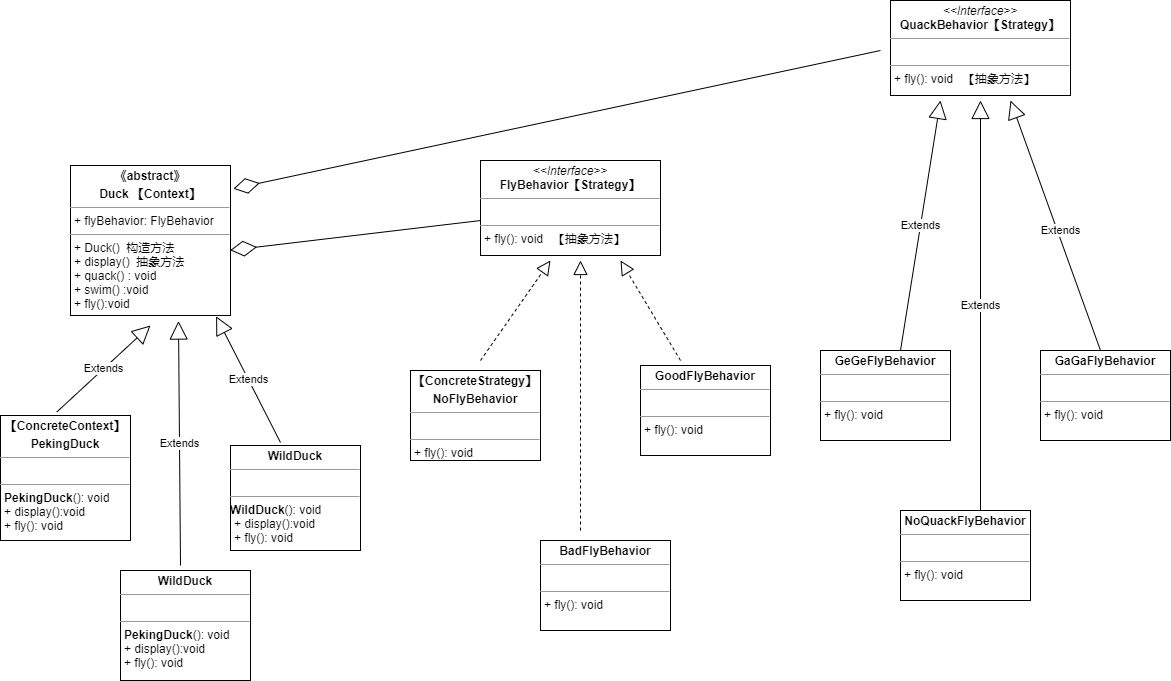 <<Interface>>
QuackBehavior【Strategy】
+ fly(): void 【抽象方法】
《abstract》
Duck 【Context】
+ flyBehavior: FlyBehavior
+ Duck() 构造方法
+ display() 抽象方法
+ quack() : void
+ swim() :void
+ fly():void
<<Interface>>
FlyBehavior【Strategy】
+ fly(): void 【抽象方法】
Extends
Extends
Extends
Extends
Extends
Extends
【ConcreteContext】
PekingDuck
PekingDuck(): void
+ display():void
+ fly(): void
WildDuck
WildDuck(): void
+ display():void
+ fly(): void
WildDuck
PekingDuck(): void
+ display():void
+ fly(): void
【ConcreteStrategy】
NoFlyBehavior
+ fly(): void
GoodFlyBehavior
+ fly(): void
BadFlyBehavior
+ fly(): void
GeGeFlyBehavior
+ fly(): void
GaGaFlyBehavior
+ fly(): void
NoQuackFlyBehavior
+ fly(): void